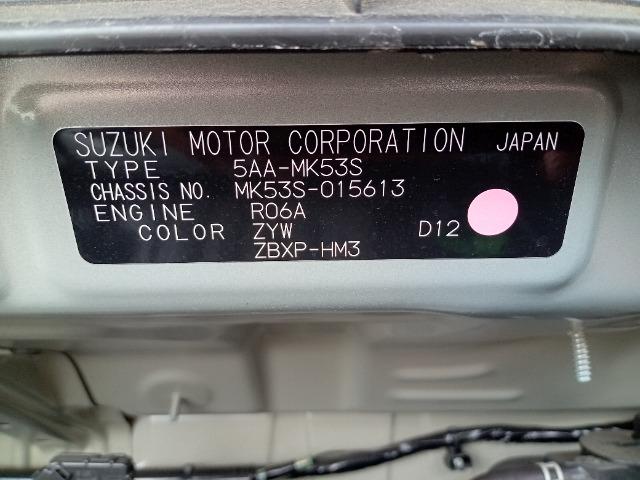 SUZUKI MOTOR CORPORATION JAPAN
TYPE 5AA-MK53S
CHASSIS NO. MK53S-015613
ENGINE R06A
COLOR ZYW D12
ZBXP-HM3